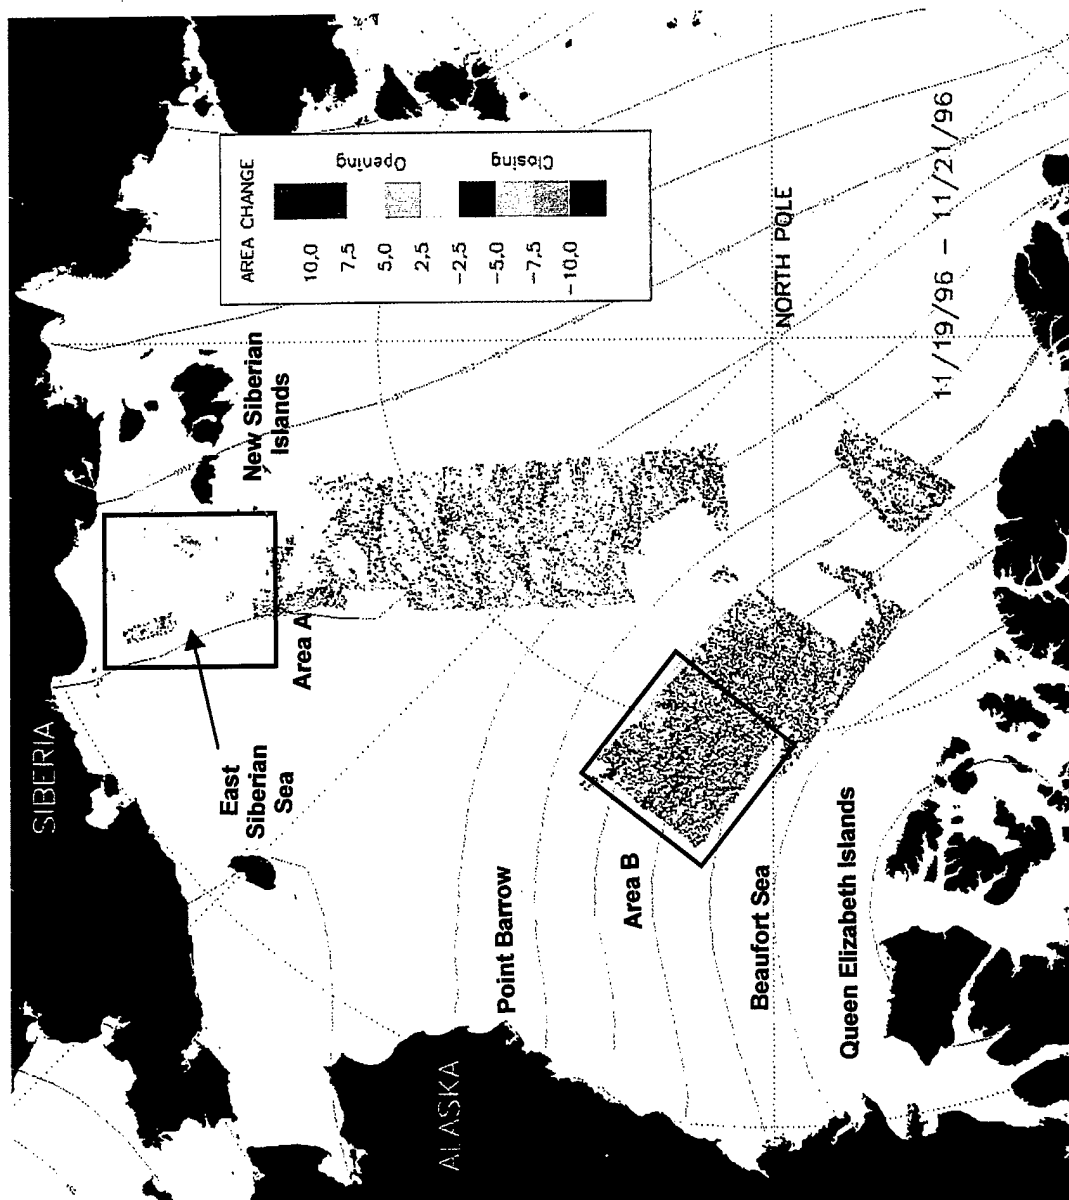 SIBERIA
East
Siberian
Sea
New Siberian
Islands
Area A
AREA CHANGE
10.0
7.5
5.0
2.5
-2.5
-5.0
-7.5
-10.0
Opening
Closing
NORTH POLE
11/19/96 - 11/21/96
ALASKA
Point Barrow
Area B
Beaufort Sea
Queen Elizabeth Islands